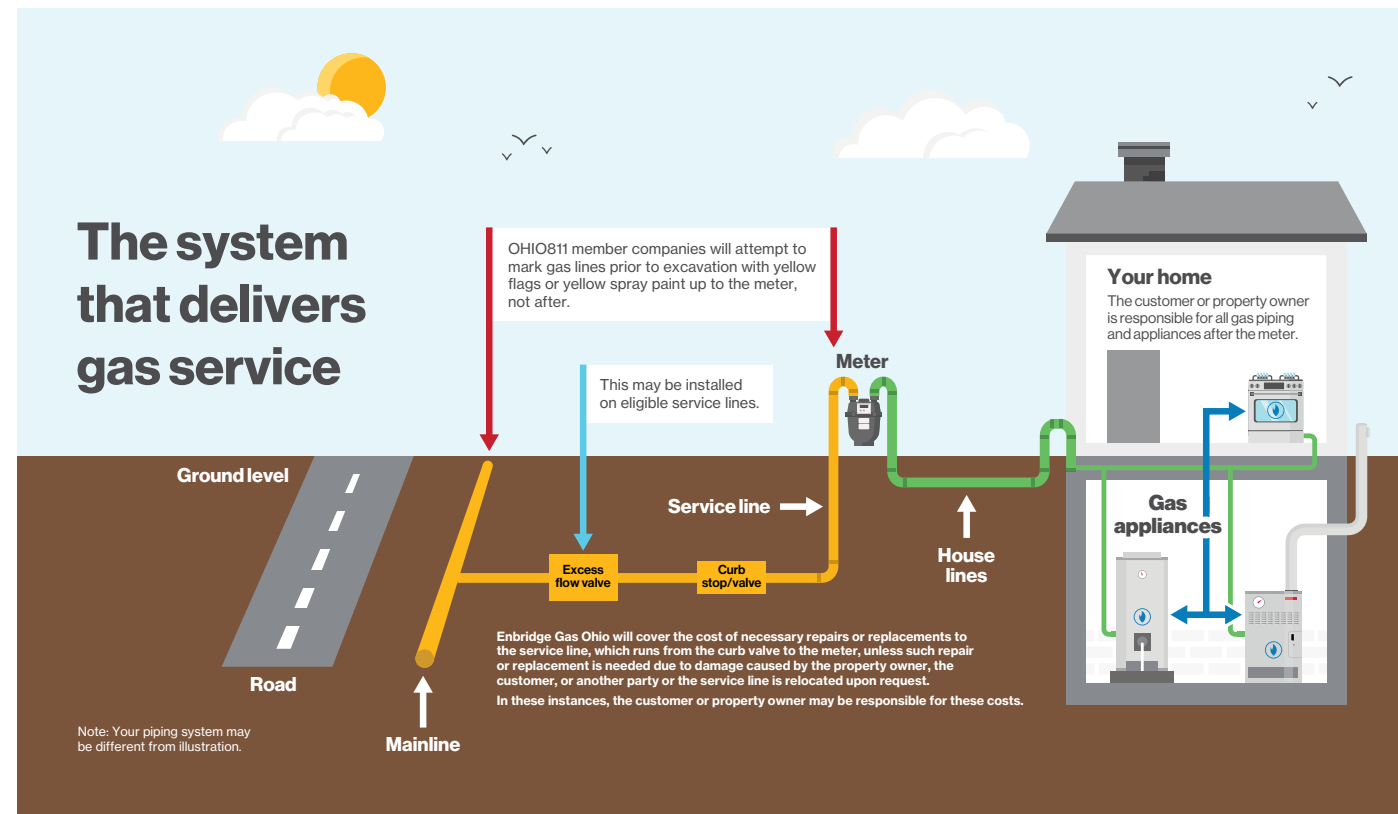 The system
that delivers
gas service
OHIO811 member companies will attempt to
mark gas lines prior to excavation with yellow
flags or yellow spray paint up to the meter,
not after.
This may be installed
on eligible service lines.
Meter
Your home
The customer or property owner
is responsible for all gas piping
and appliances after the meter.
Ground level
Service line
House
lines
Gas
appliances
Excess
flow valve
Curb
stop/valve
Enbridge Gas Ohio will cover the cost of necessary repairs or replacements to
the service line, which runs from the curb valve to the meter, unless such repair
or replacement is needed due to damage caused by the property owner, the
customer, or another party or the service line is relocated upon request.
In these instances, the customer or property owner may be responsible for these costs.
Road
Mainline
Note: Your piping system may
be different from illustration.